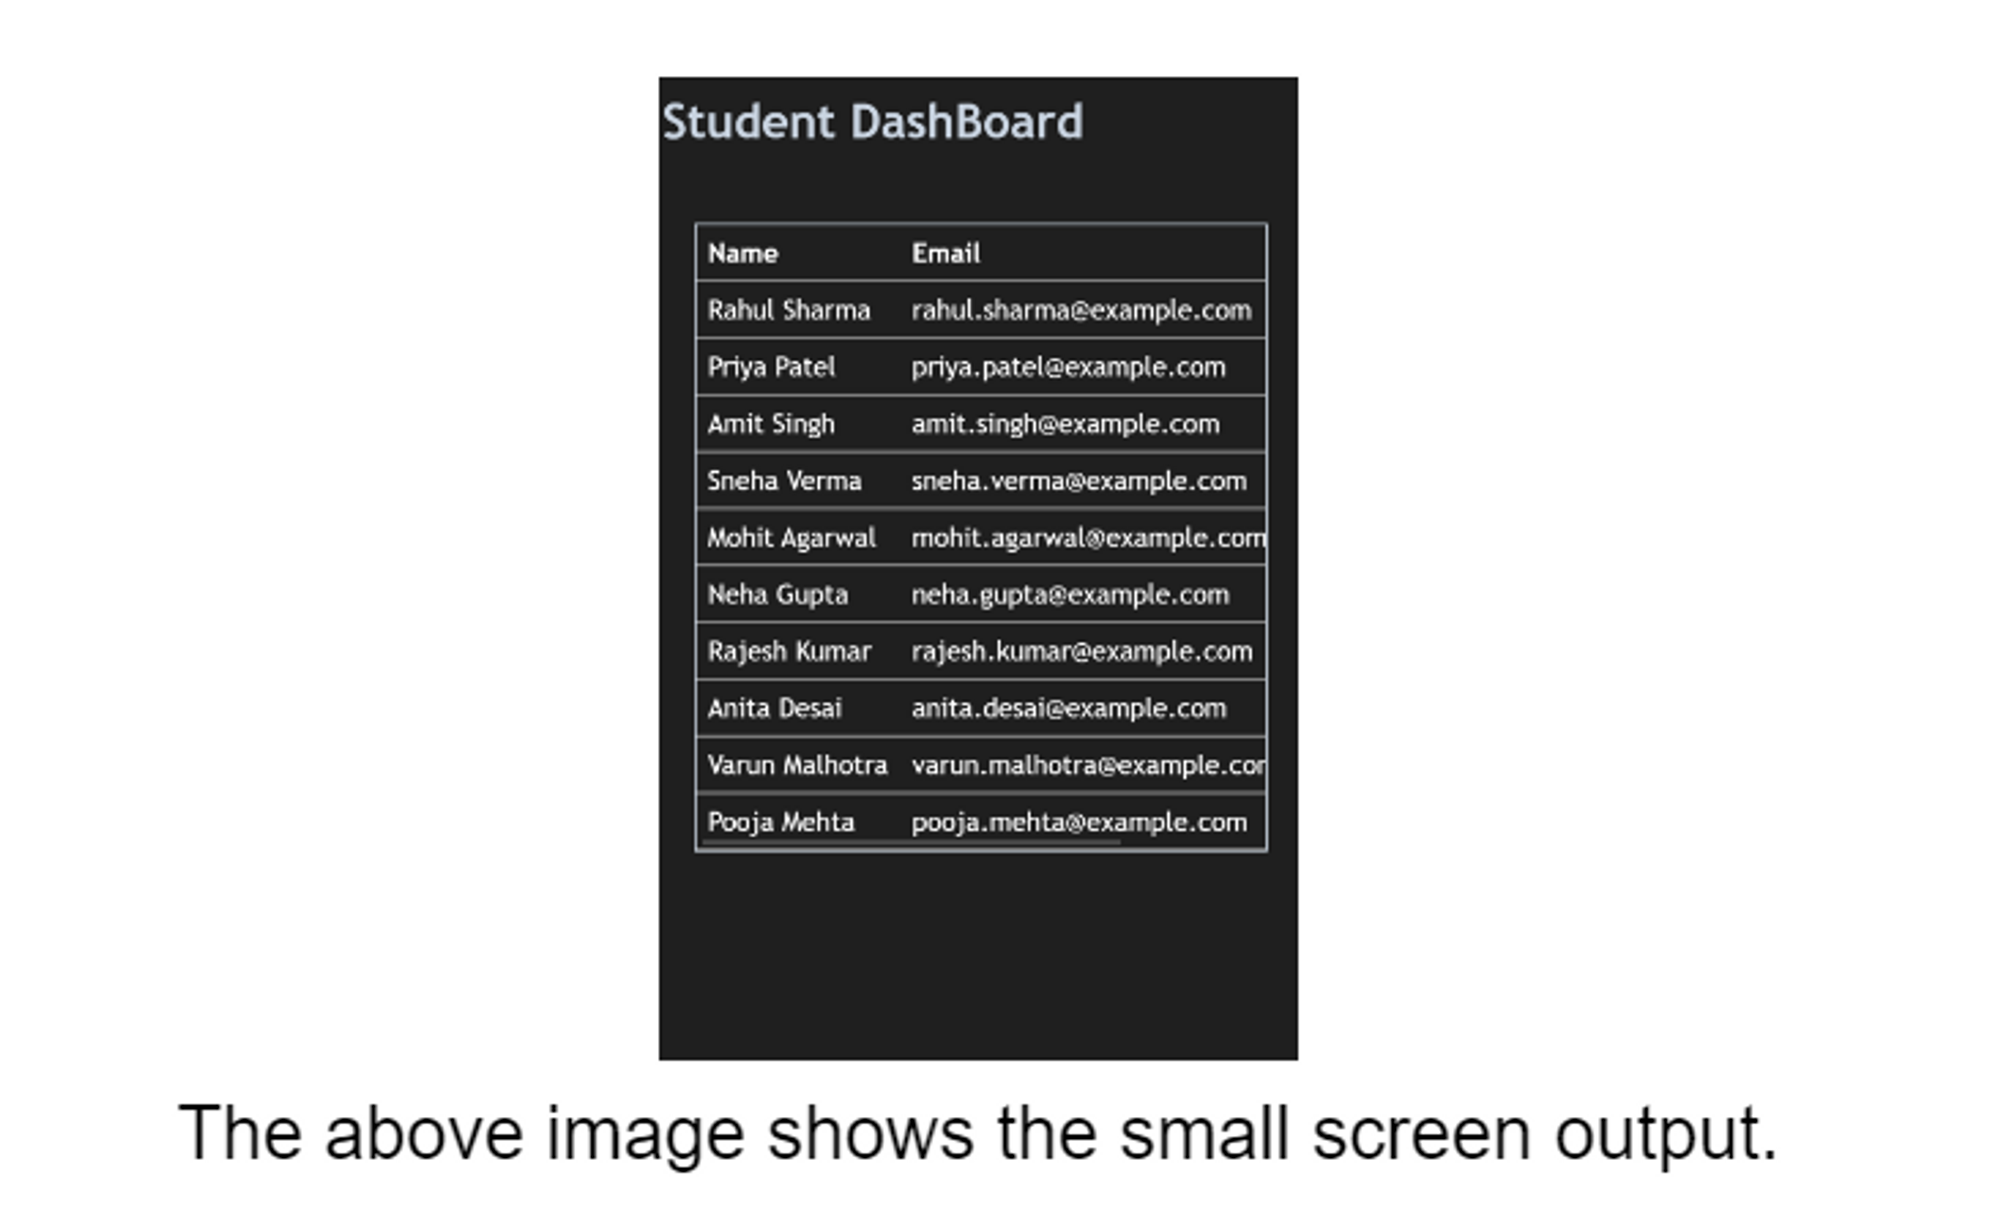 Student DashBoard
Name Email
Rahul Sharma rahul.sharma@example.com
Priya Patel priya.patel@example.com
Amit Singh amit.singh@example.com
Sneha Verma sneha.verma@example.com
Mohit Agarwal mohit.agarwal@example.com
Neha Gupta neha.gupta@example.com
Rajesh Kumar rajesh.kumar@example.com
Anita Desai anita.desai@example.com
Varun Malhotra varun.malhotra@example.cor
Pooja Mehta pooja.mehta@example.com
The above image shows the small screen output.